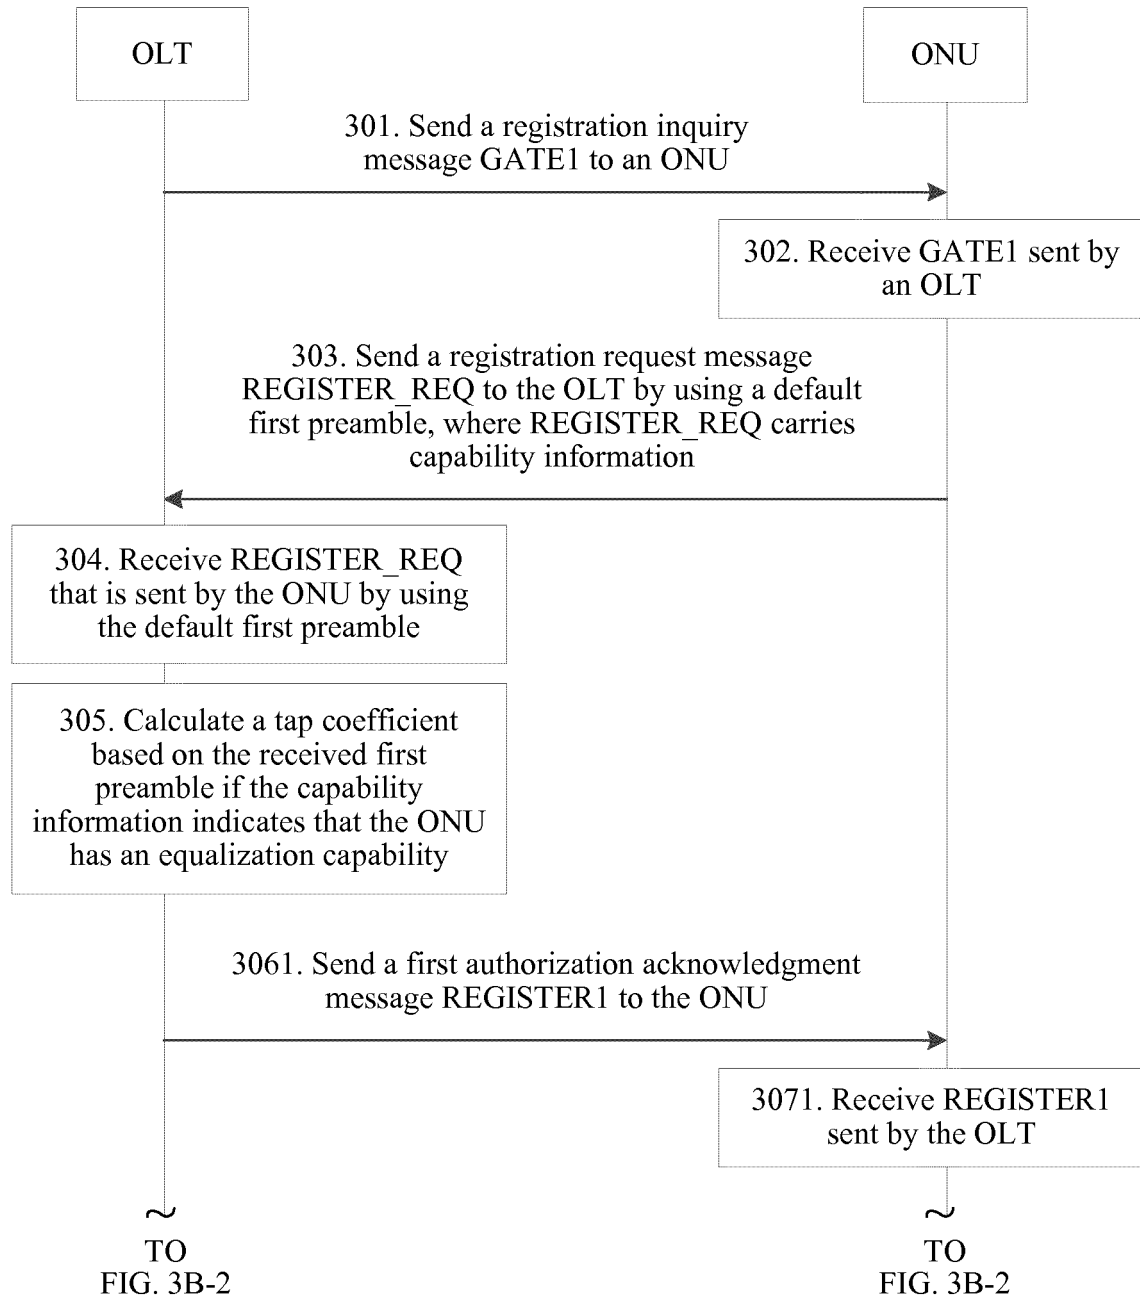 OLT
ONU
301. Send a registration inquiry
message GATE1 to an ONU
302. Receive GATE1 sent by
an OLT
303. Send a registration request message
REGISTER_REQ to the OLT by using a default
first preamble, where REGISTER_REQ carries
capability information
304. Receive REGISTER_REQ
that is sent by the ONU by using
the default first preamble
305. Calculate a tap coefficient
based on the received first
preamble if the capability
information indicates that the ONU
has an equalization capability
3061. Send a first authorization acknowledgment
message REGISTER1 to the ONU
3071. Receive REGISTER1
sent by the OLT
TO
FIG. 3B-2
TO
FIG. 3B-2